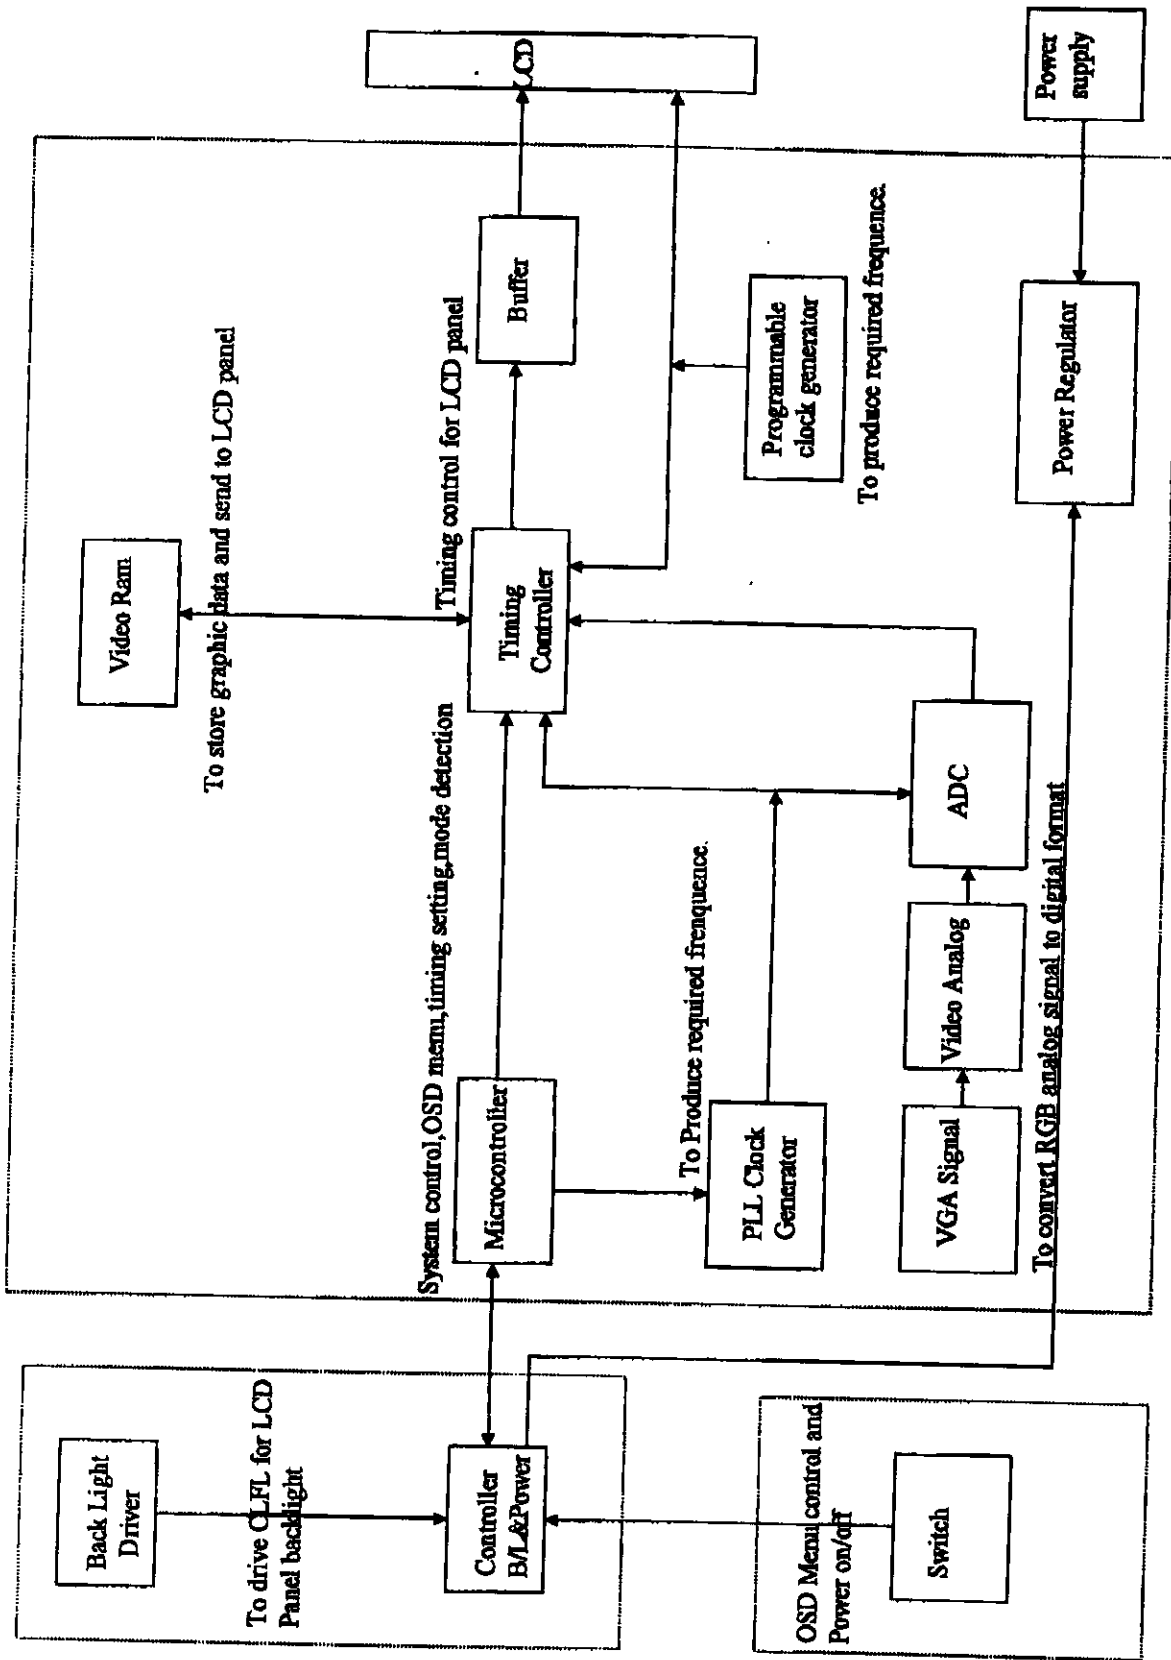 Back Light
Driver
To drive CLFL for LCD
Panel backlight
Controller
B/L&Power
OSD Menu control and
Power on/off
Switch
Video Ram
To store graphic data and send to LCD panel
System control,OSD menu,timing setting,mode detection
Microcontroller
Timing control for LCD panel
Timing
Controller
Buffer
LCD
To Produce required frenquence.
PLL Clock
Generator
Programmable
clock generator
To produce required frequence.
VGA Signal
Video Analog
ADC
To convert RGB analog signal to digital format
Power Regulator
Power
supply